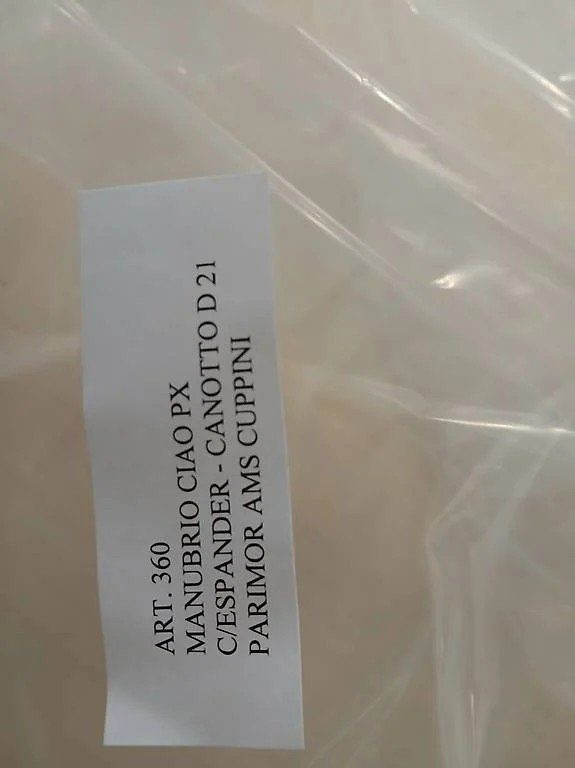 ART. 360
MANUBRIO CIAO PX
C/ESPANDER - CANOTTO D 21
PARIMOR AMS CUPPINI